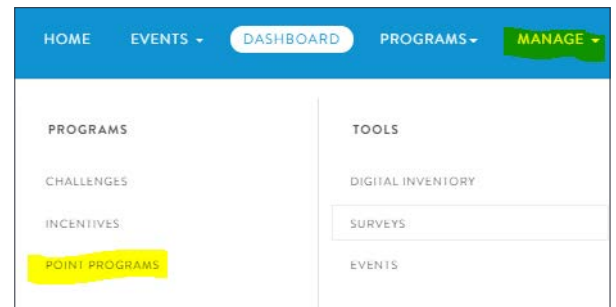 HOME EVENTS DASHBOARD PROGRAMS MANAGE
PROGRAMS TOOLS
CHALLENGES DIGITAL INVENTORY
INCENTIVES SURVEYS
POINT PROGRAMS EVENTS